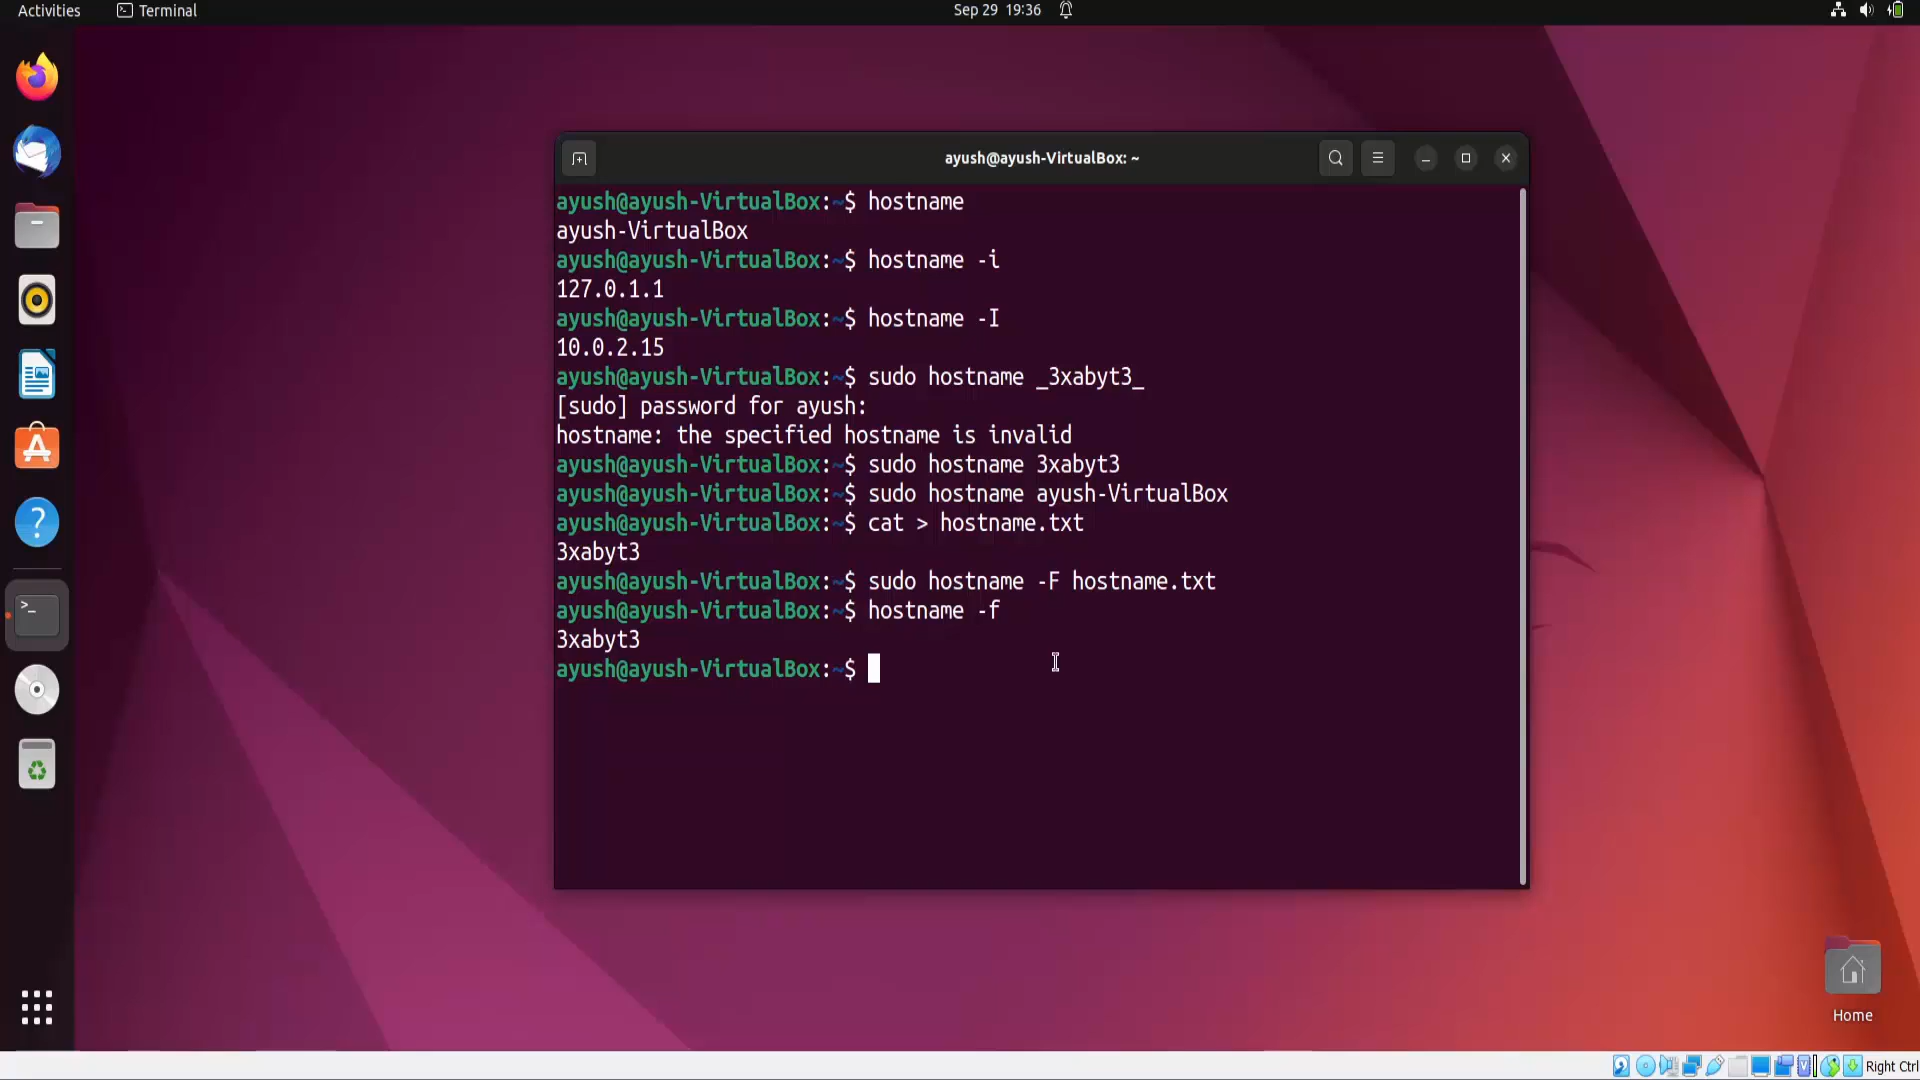 Activities
Terminal
Sep 29 19:36
ayush@ayush-VirtualBox: ~
ayush@ayush-VirtualBox:~$ hostname
ayush-VirtualBox
ayush@ayush-VirtualBox:~$ hostname -i
127.0.1.1
ayush@ayush-VirtualBox:~$ hostname -I
10.0.2.15
ayush@ayush-VirtualBox:~$ sudo hostname _3xabyt3_
[sudo] password for ayush:
hostname: the specified hostname is invalid
ayush@ayush-VirtualBox:~$ sudo hostname 3xabyt3
ayush@ayush-VirtualBox:~$ sudo hostname ayush-VirtualBox
ayush@ayush-VirtualBox:~$ cat > hostname.txt
3xabyt3
ayush@ayush-VirtualBox:~$ sudo hostname -F hostname.txt
ayush@ayush-VirtualBox:~$ hostname -f
3xabyt3
ayush@ayush-VirtualBox:~$
Home
Right Ctrl